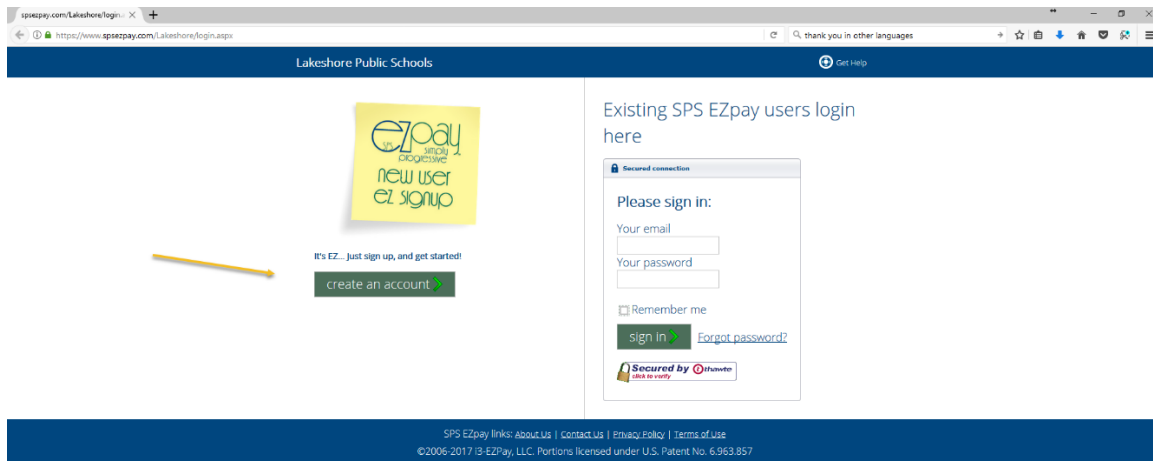 spsezpay.com/Lakeshore/login.
https://www.spsezpay.com/Lakeshore/login.aspx
thank you in other languages
Lakeshore Public Schools
Get Help
ezpay
sps simply
progressive
new user
ez signup
It's EZ... Just sign up, and get started!
create an account
Existing SPS EZpay users login
here
Secured connection
Please sign in:
Your email
Your password
Remember me
sign in
Forgot password?
Secured by thawte
click to verify
SPS EZpay links: About Us | Contact Us | Privacy Policy | Terms of Use
©2006-2017 i3-EZPay, LLC. Portions licensed under U.S. Patent No. 6.963.857